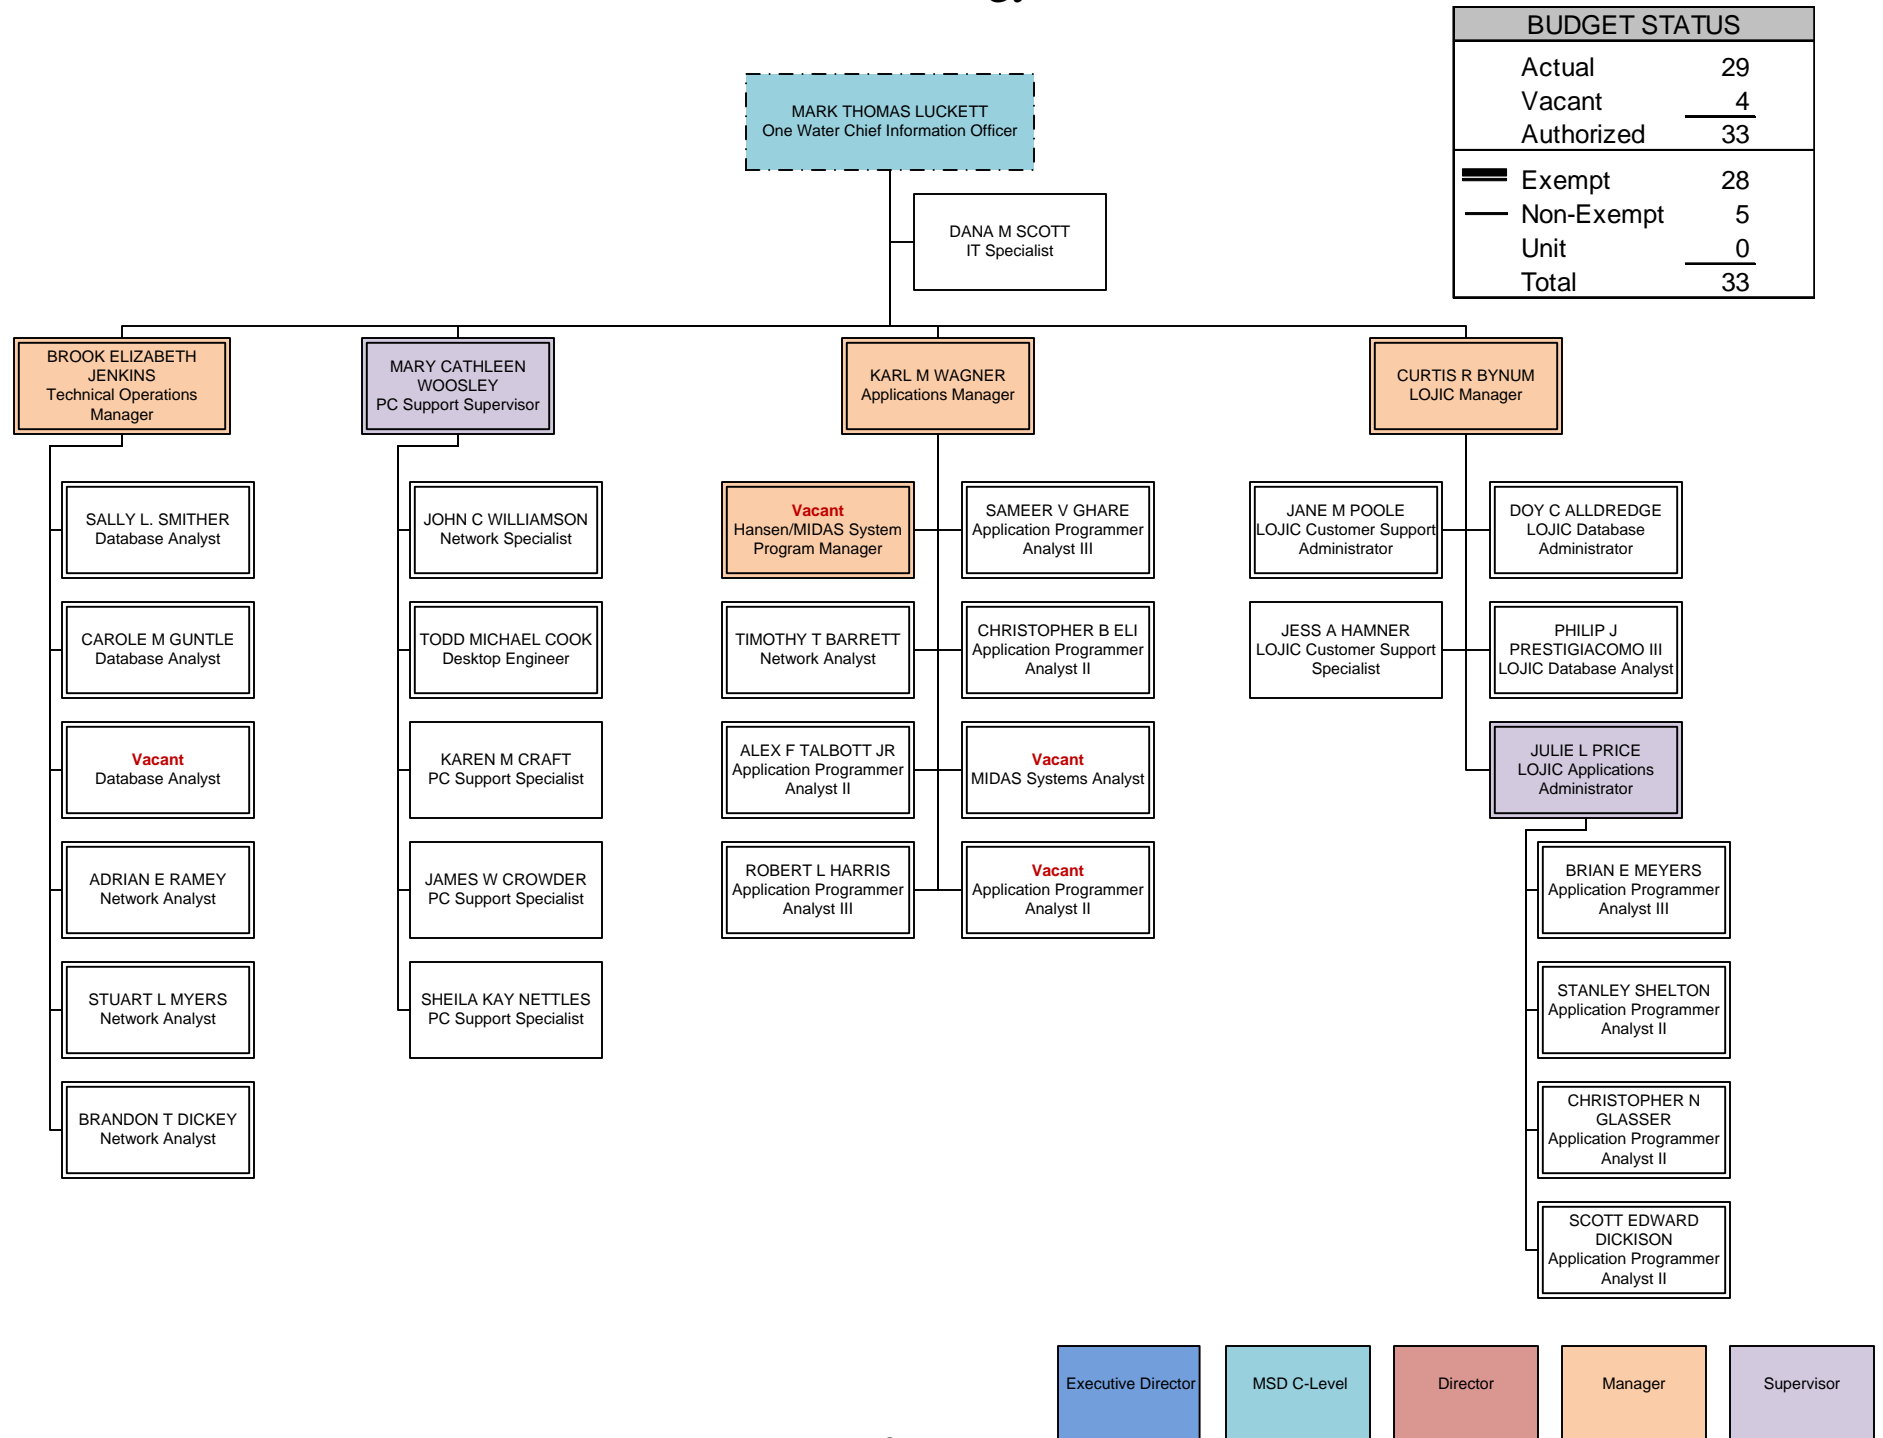 BUDGET STATUS
Actual 29
Vacant 4
Authorized 33
Exempt 28
Non-Exempt 5
Unit 0
Total 33
MARK THOMAS LUCKETT
One Water Chief Information Officer
DANA M SCOTT
IT Specialist
BROOK ELIZABETH
JENKINS
Technical Operations
Manager
MARY CATHLEEN
WOOSLEY
PC Support Supervisor
KARL M WAGNER
Applications Manager
CURTIS R BYNUM
LOJIC Manager
SALLY L. SMITHER
Database Analyst
CAROLE M GUNTLE
Database Analyst
Vacant
Database Analyst
ADRIAN E RAMEY
Network Analyst
STUART L MYERS
Network Analyst
BRANDON T DICKEY
Network Analyst
JOHN C WILLIAMSON
Network Specialist
TODD MICHAEL COOK
Desktop Engineer
KAREN M CRAFT
PC Support Specialist
JAMES W CROWDER
PC Support Specialist
SHEILA KAY NETTLES
PC Support Specialist
Vacant
Hansen/MIDAS System
Program Manager
SAMEER V GHARE
Application Programmer
Analyst III
TIMOTHY T BARRETT
Network Analyst
CHRISTOPHER B ELI
Application Programmer
Analyst II
ALEX F TALBOTT JR
Application Programmer
Analyst II
Vacant
MIDAS Systems Analyst
ROBERT L HARRIS
Application Programmer
Analyst III
Vacant
Application Programmer
Analyst II
JANE M POOLE
LOJIC Customer Support
Administrator
DOY C ALLDREDGE
LOJIC Database
Administrator
JESS A HAMNER
LOJIC Customer Support
Specialist
PHILIP J
PRESTIGIACOMO III
LOJIC Database Analyst
JULIE L PRICE
LOJIC Applications
Administrator
BRIAN E MEYERS
Application Programmer
Analyst III
STANLEY SHELTON
Application Programmer
Analyst II
CHRISTOPHER N
GLASSER
Application Programmer
Analyst II
SCOTT EDWARD
DICKISON
Application Programmer
Analyst II
Executive Director
MSD C-Level
Director
Manager
Supervisor